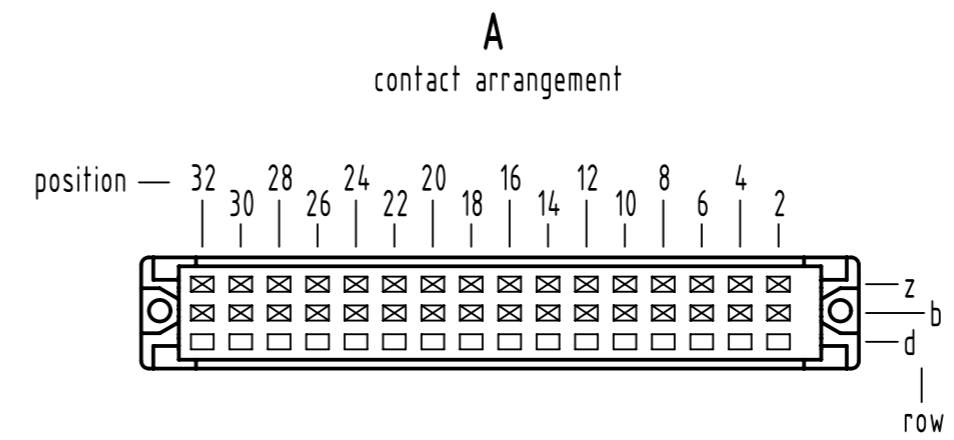 A
contact arrangement
position — 32 28 24 20 16 12 8 4
30 26 22 18 14 10 6 2
z
b
d
row